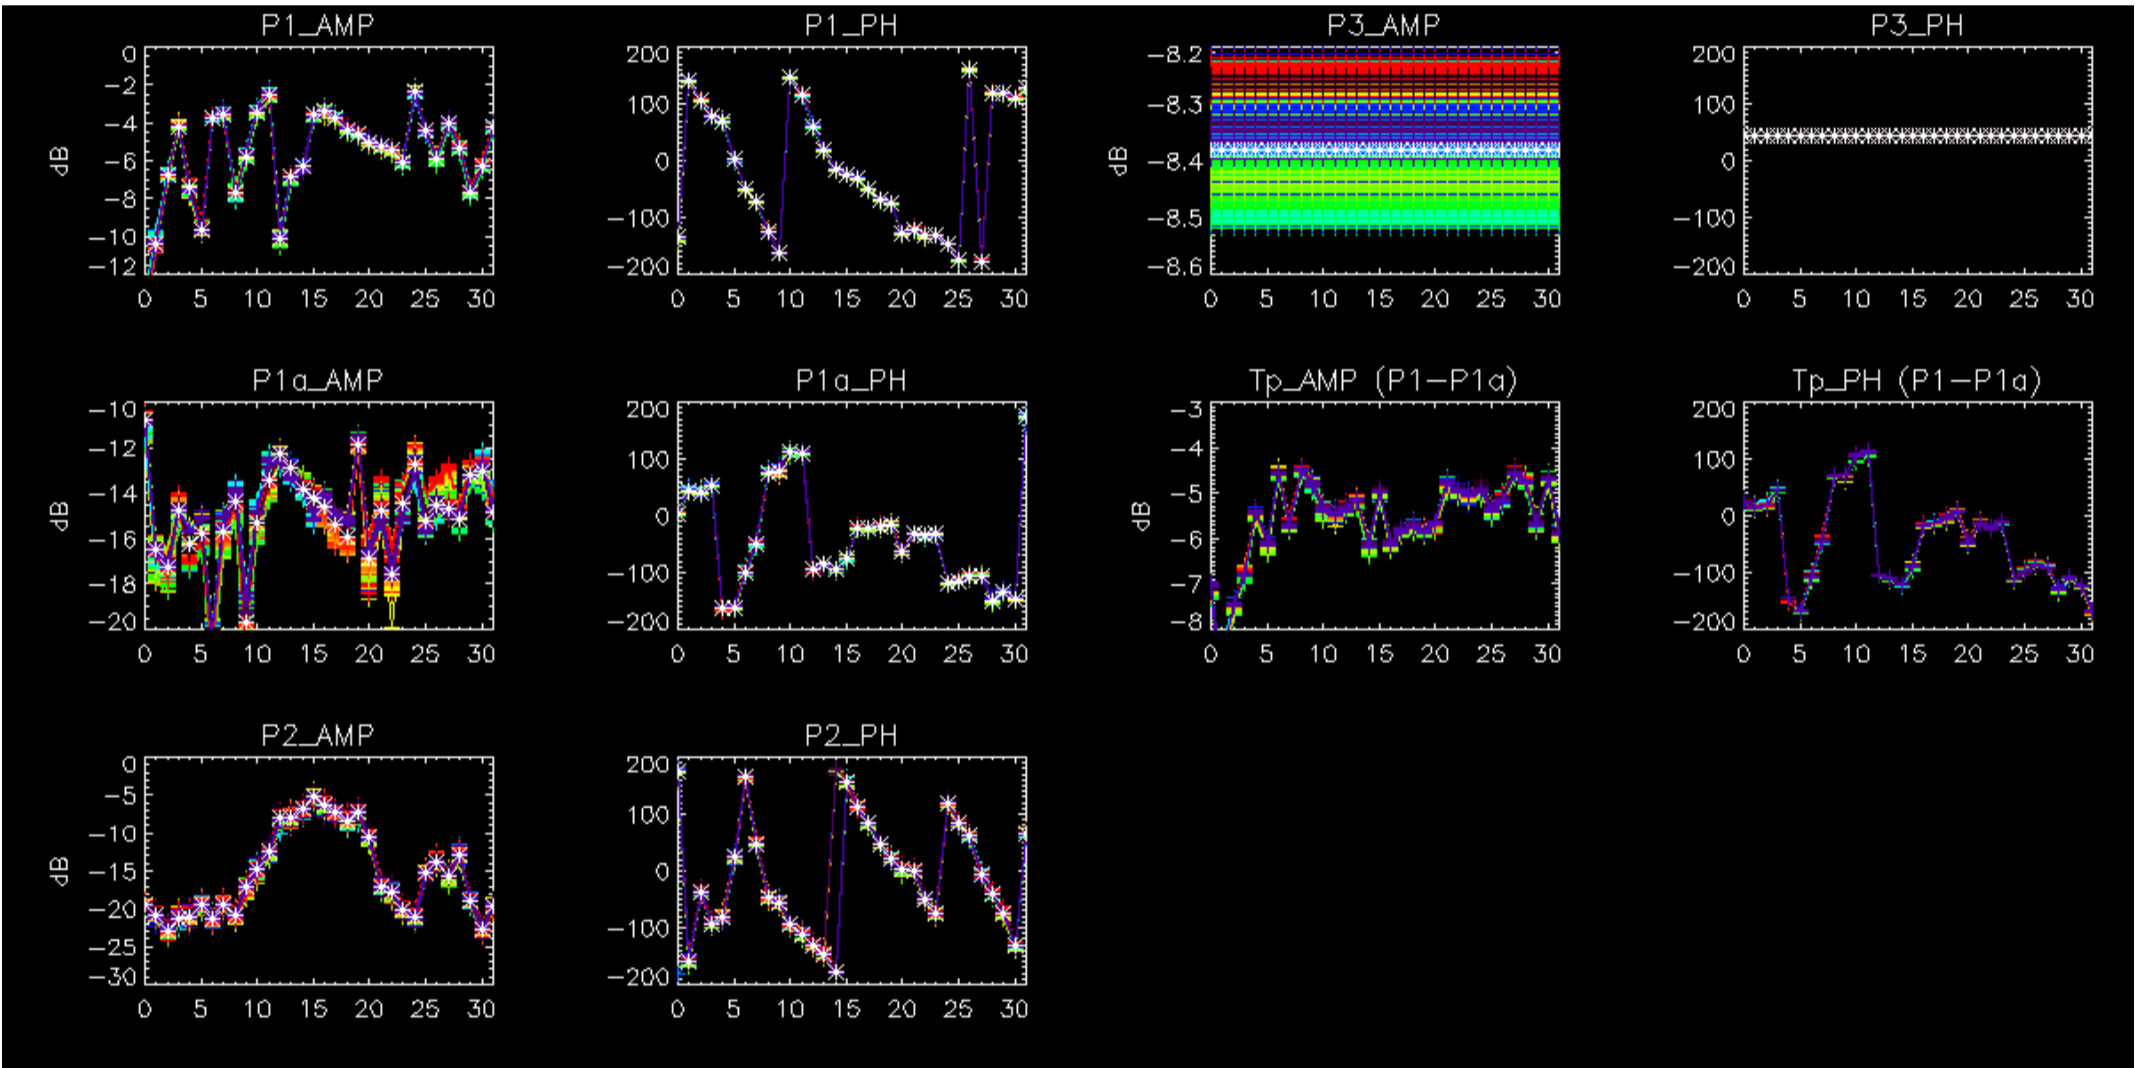 P1_AMP
dB
0
−2
−4
−6
−8
−10
−12
0 5 10 15 20 25 30
P1_PH
200
100
0
−100
−200
0 5 10 15 20 25 30
P3_AMP
dB
−8.2
−8.3
−8.4
−8.5
−8.6
0 5 10 15 20 25 30
P3_PH
200
100
0
−100
−200
0 5 10 15 20 25 30
P1a_AMP
dB
−10
−12
−14
−16
−18
−20
0 5 10 15 20 25 30
P1a_PH
200
100
0
−100
−200
0 5 10 15 20 25 30
Tp_AMP (P1−P1a)
dB
−3
−4
−5
−6
−7
−8
0 5 10 15 20 25 30
Tp_PH (P1−P1a)
200
100
0
−100
−200
0 5 10 15 20 25 30
P2_AMP
dB
0
−5
−10
−15
−20
−25
−30
0 5 10 15 20 25 30
P2_PH
200
100
0
−100
−200
0 5 10 15 20 25 30